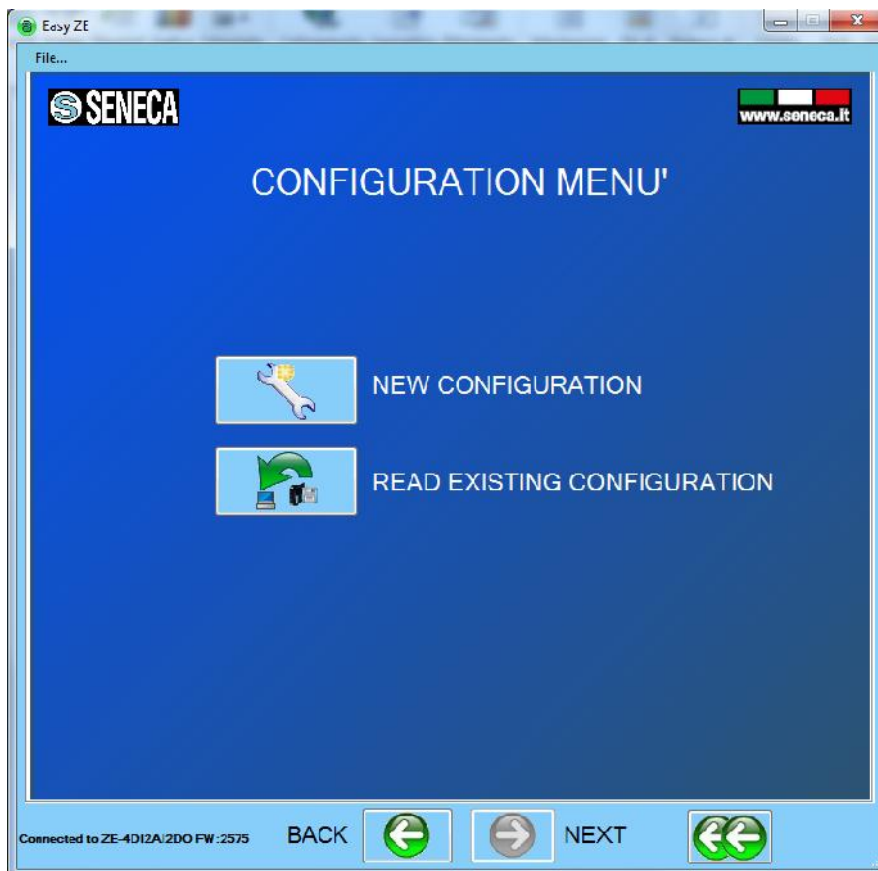 Easy ZE
File...
SENECA
www.seneca.it
CONFIGURATION MENU'
NEW CONFIGURATION
READ EXISTING CONFIGURATION
Connected to ZE-4DI2AI2DO FW:2575
BACK
NEXT